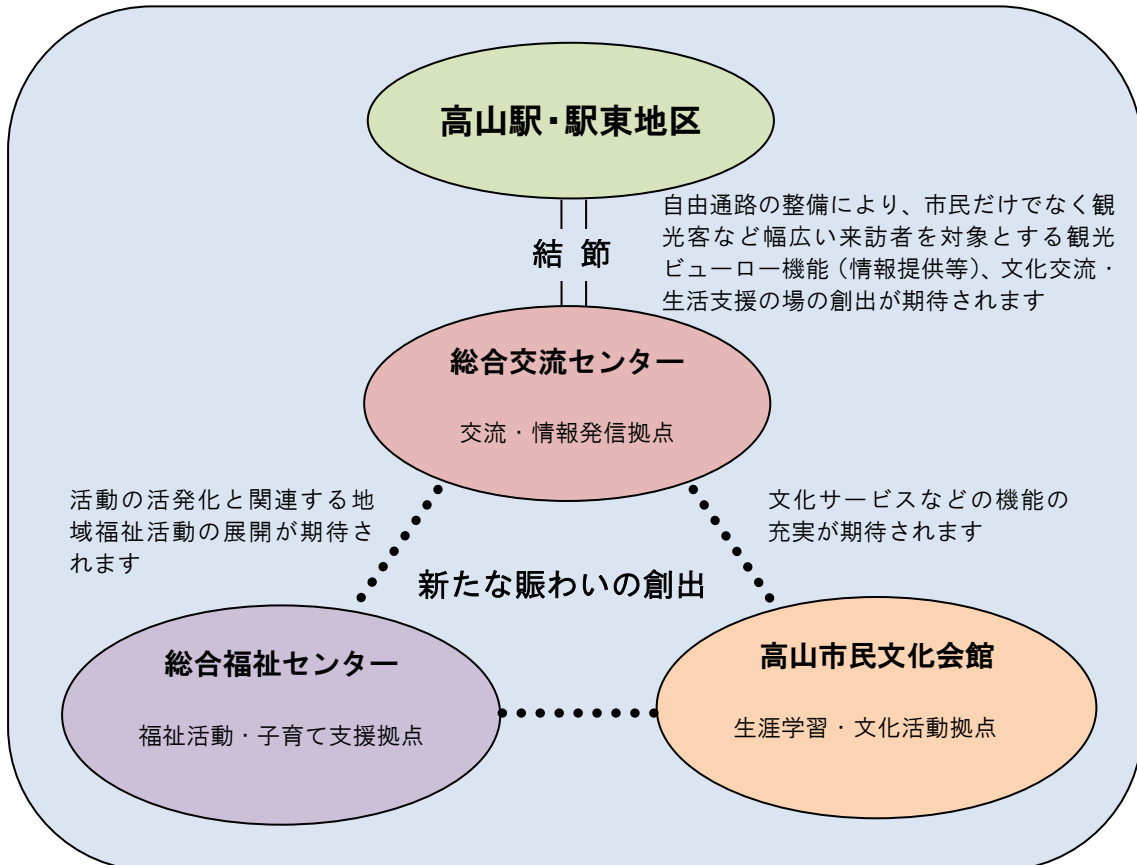 高山駅・駅東地区
自由通路の整備により、市民だけでなく観
光客など幅広い来訪者を対象とする観光
ビューロー機能（情報提供等）、文化交流・
生活支援の場の創出が期待されます
結 節
総合交流センター
交流・情報発信拠点
活動の活発化と関連する地
域福祉活動の展開が期待さ
れます
文化サービスなどの機能の
充実が期待されます
新たな賑わいの創出
総合福祉センター
福祉活動・子育て支援拠点
高山市民文化会館
生涯学習・文化活動拠点